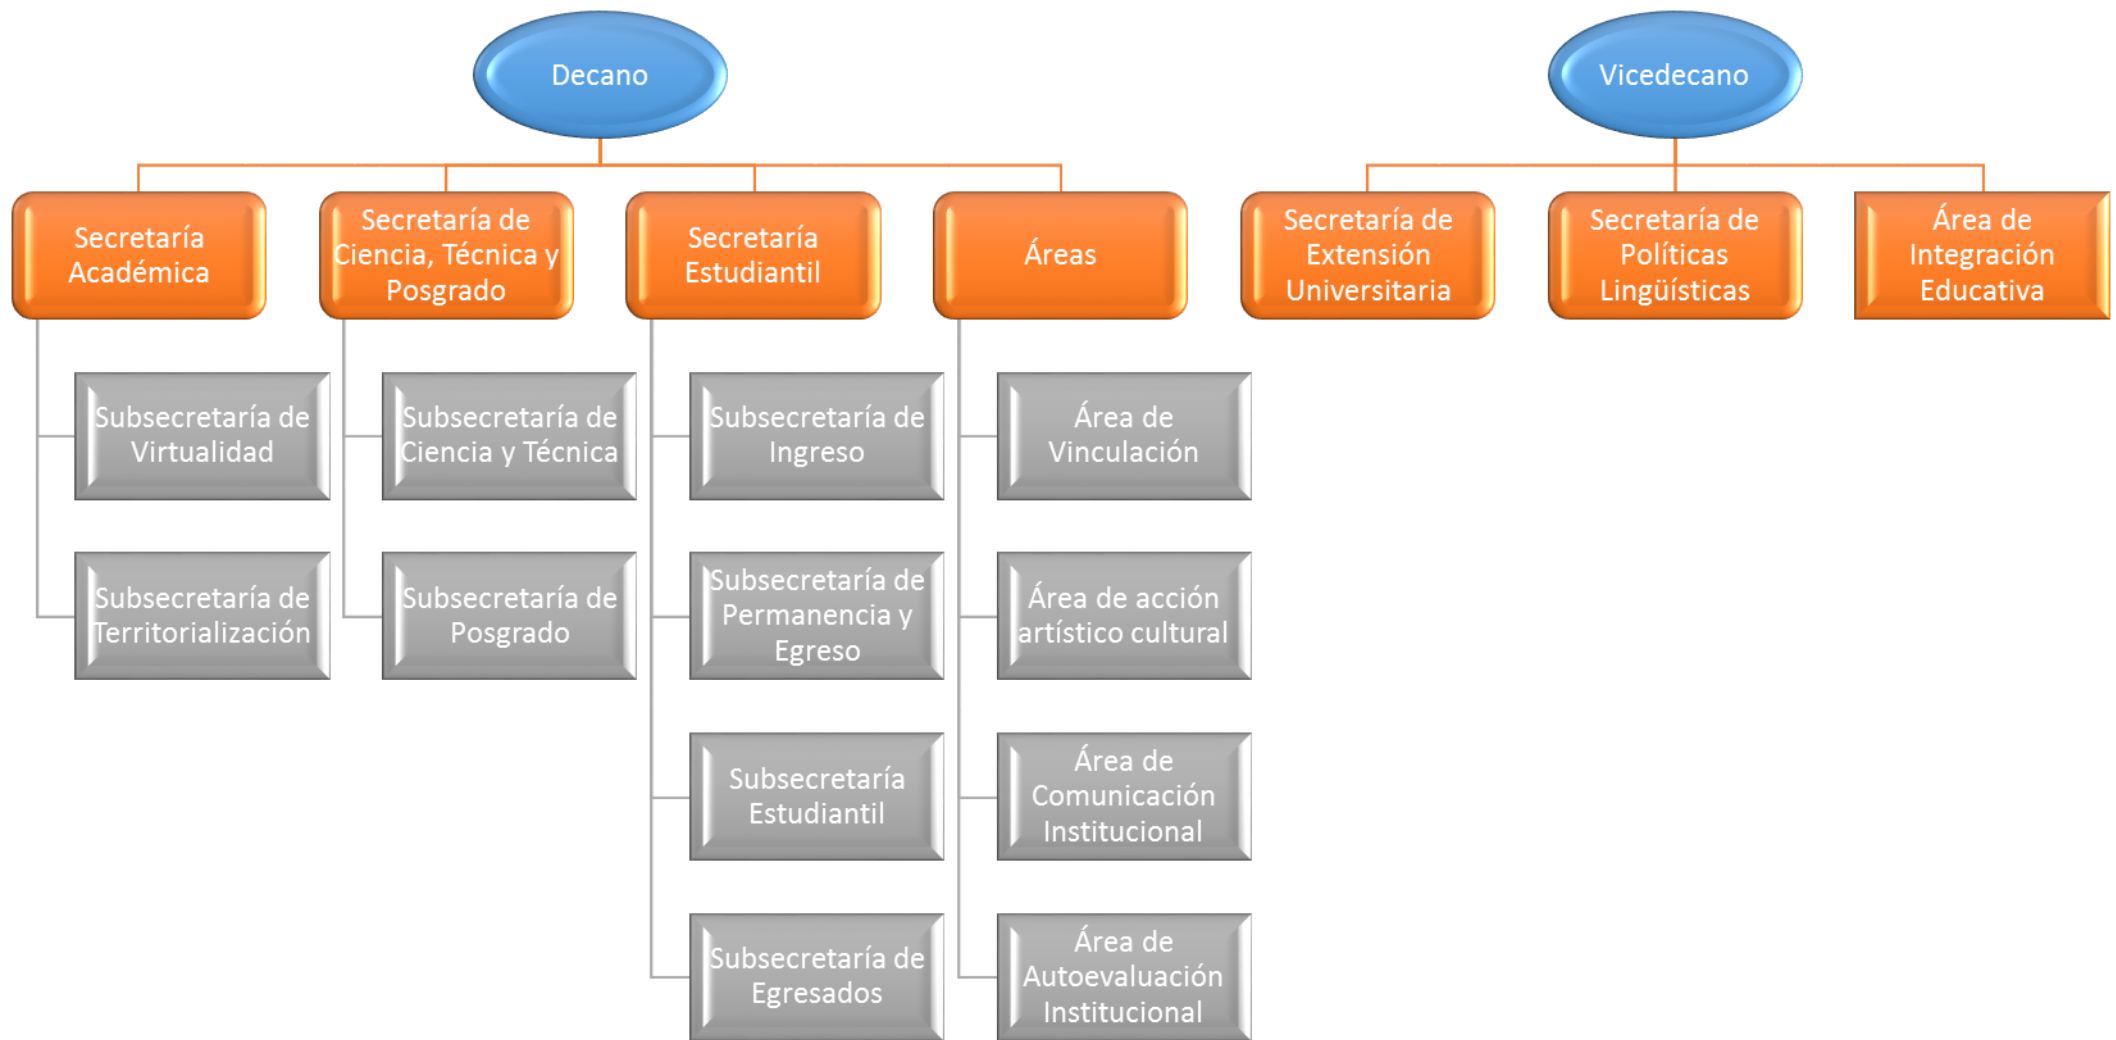 Decano
Vicedecano
Secretaría
Académica
Secretaría de
Ciencia, Técnica y
Posgrado
Secretaría
Estudiantil
Áreas
Secretaría de
Extensión
Universitaria
Secretaría de
Políticas
Lingüísticas
Área de
Integración
Educativa
Subsecretaría de
Virtualidad
Subsecretaría de
Territorialización
Subsecretaría de
Ciencia y Técnica
Subsecretaría de
Posgrado
Subsecretaría de
Ingreso
Subsecretaría de
Permanencia y
Egreso
Subsecretaría
Estudiantil
Subsecretaría de
Egresados
Área de
Vinculación
Área de acción
artístico cultural
Área de
Comunicación
Institucional
Área de
Autoevaluación
Institucional